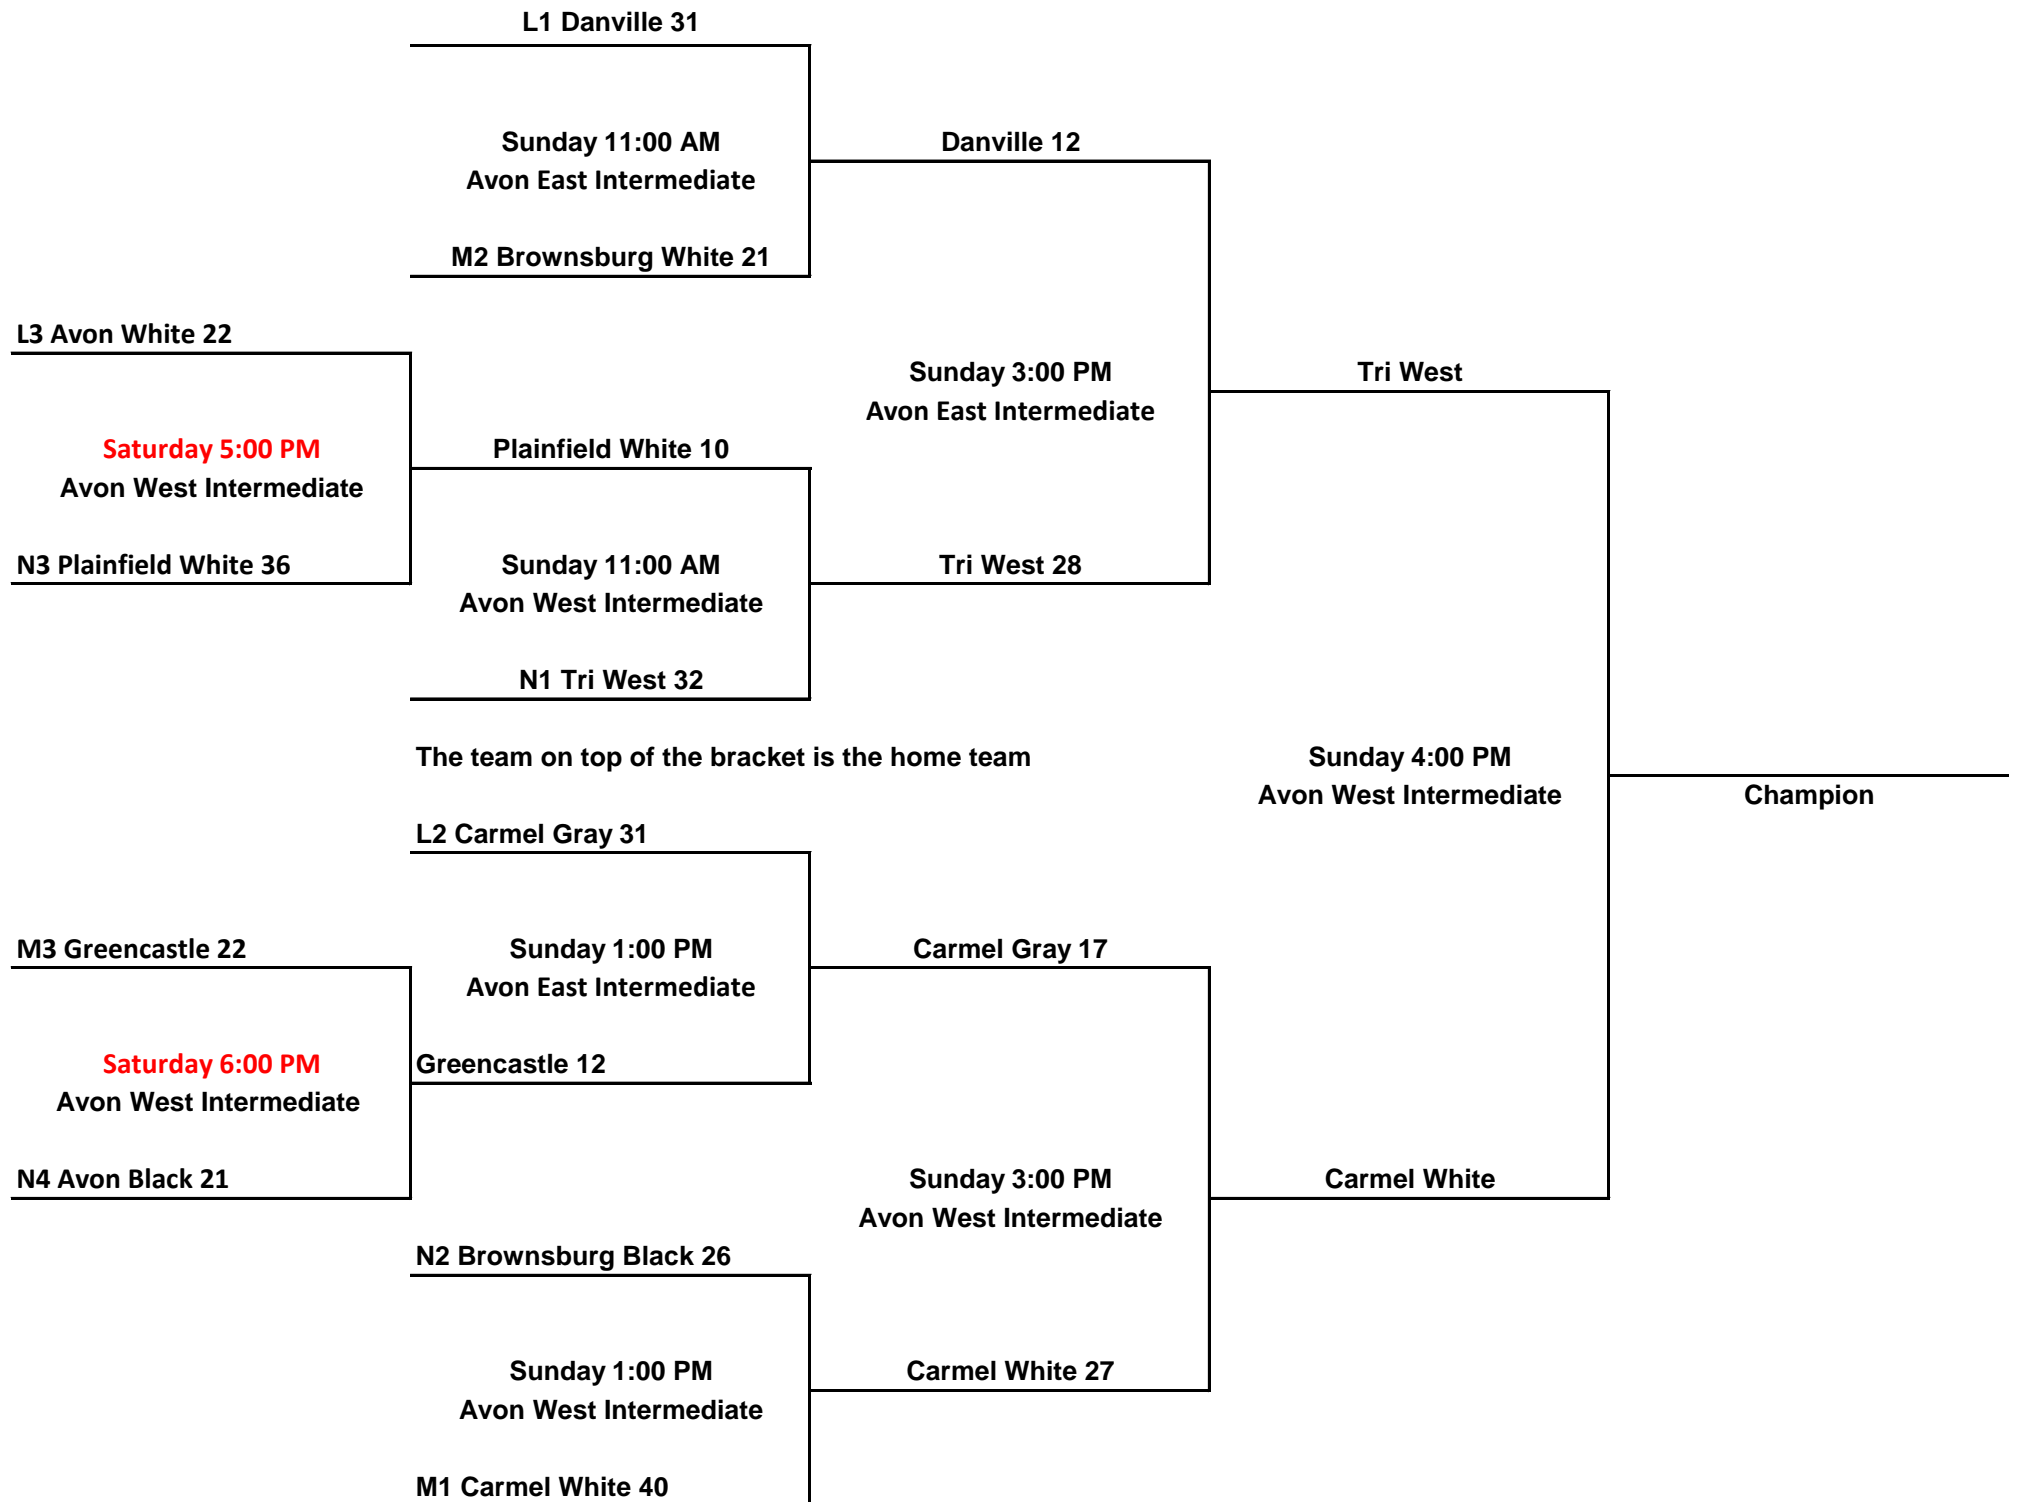 L1 Danville 31
Sunday 11:00 AM
Danville 12
Avon East Intermediate
M2 Brownsburg White 21
L3 Avon White 22
Sunday 3:00 PM
Tri West
Avon East Intermediate
Saturday 5:00 PM
Plainfield White 10
Avon West Intermediate
N3 Plainfield White 36
Sunday 11:00 AM
Tri West 28
Avon West Intermediate
N1 Tri West 32
The team on top of the bracket is the home team
Sunday 4:00 PM
Avon West Intermediate
Champion
L2 Carmel Gray 31
M3 Greencastle 22
Sunday 1:00 PM
Carmel Gray 17
Avon East Intermediate
Saturday 6:00 PM
Greencastle 12
Avon West Intermediate
N4 Avon Black 21
Sunday 3:00 PM
Carmel White
Avon West Intermediate
N2 Brownsburg Black 26
Sunday 1:00 PM
Carmel White 27
Avon West Intermediate
M1 Carmel White 40